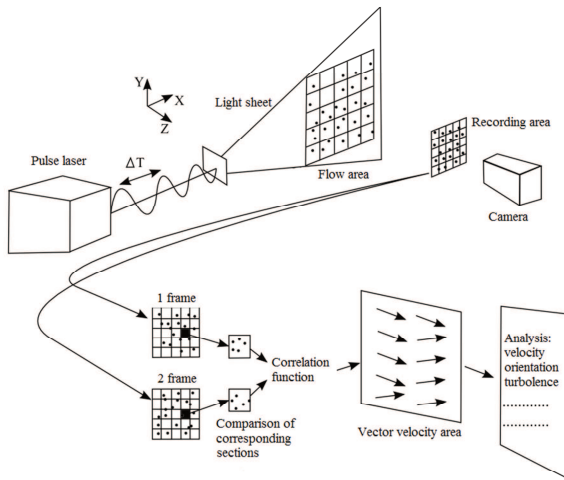 Y
X
Z
Light sheet
Pulse laser
ΔT
Flow area
Recording area
Camera
1 frame
2 frame
Correlation
function
Comparison of
corresponding
sections
Vector velocity area
Analysis:
velocity
orientation
turbolence
............
............